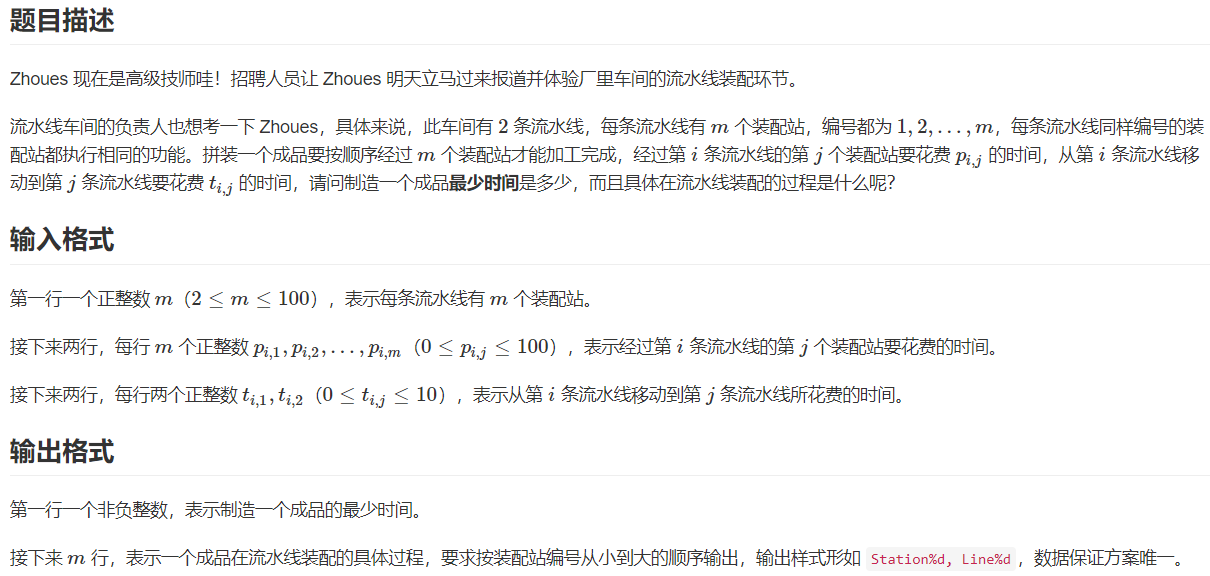 题目描述
Zhoues 现在是高级技师哇！招聘人员让 Zhoues 明天立马过来报道并体验厂里车间的流水线装配环节。
流水线车间的负责人也想考一下 Zhoues，具体来说，此车间有 2 条流水线，每条流水线有 m 个装配站，编号都为 1, 2, …, m，每条流水线同样编号的装
配站都执行相同的功能。拼装一个成品要按顺序经过 m 个装配站才能加工完成，经过第 i 条流水线的第 j 个装配站要花费 p_{i,j} 的时间，从第 i 条流水线移
动到第 j 条流水线要花费 t_{i,j} 的时间，请问制造一个成品最少时间是多少，而且具体在流水线装配的过程是什么呢？
输入格式
第一行一个正整数 m（2 ≤ m ≤ 100），表示每条流水线有 m 个装配站。
接下来两行，每行 m 个正整数 p_{i,1}, p_{i,2}, …, p_{i,m}（0 ≤ p_{i,j} ≤ 100），表示经过第 i 条流水线的第 j 个装配站要花费的时间。
接下来两行，每行两个正整数 t_{i,1}, t_{i,2}（0 ≤ t_{i,j} ≤ 10），表示从第 i 条流水线移动到第 j 条流水线所花费的时间。
输出格式
第一行一个非负整数，表示制造一个成品的最少时间。
接下来 m 行，表示一个成品在流水线装配的具体过程，要求按装配站编号从小到大的顺序输出，输出样式形如 Station%d, Line%d，数据保证方案唯一。